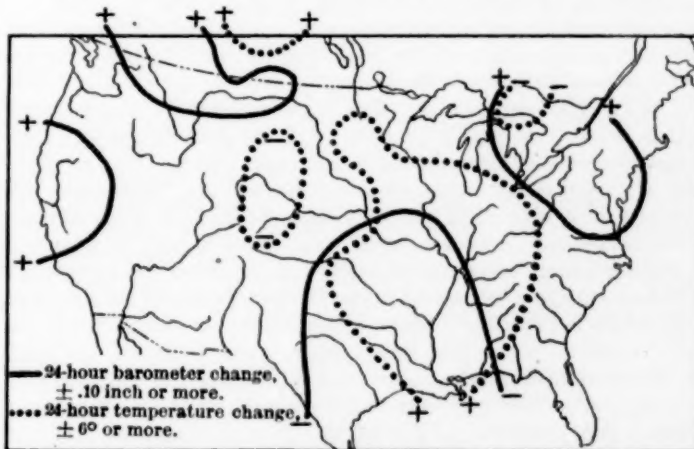 + + + +
+ − − +
+
−
−
+
24-hour barometer change,
± .10 inch or more.
24-hour temperature change,
± 6° or more.
− + + −